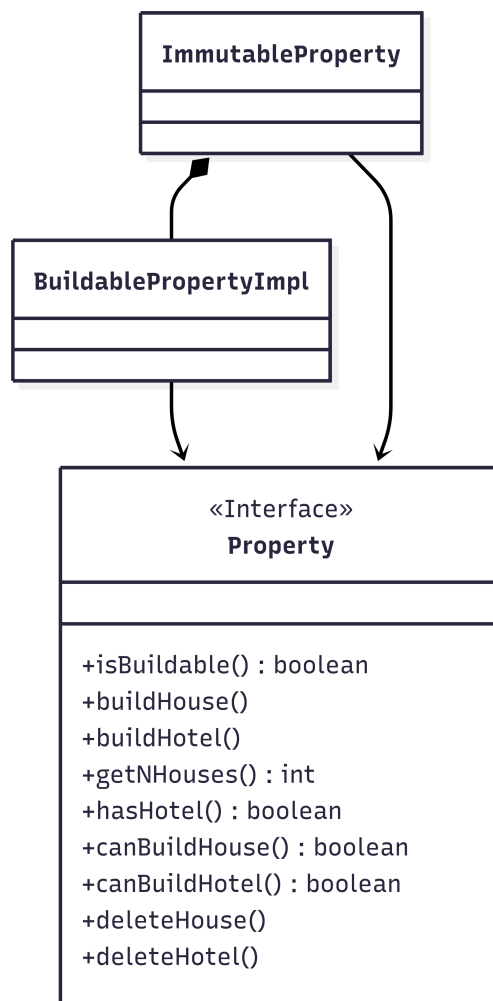 ImmutableProperty
BuildablePropertyImpl
«Interface»
Property
+isBuildable() : boolean
+buildHouse()
+buildHotel()
+getNHouses() : int
+hasHotel() : boolean
+canBuildHouse() : boolean
+canBuildHotel() : boolean
+deleteHouse()
+deleteHotel()